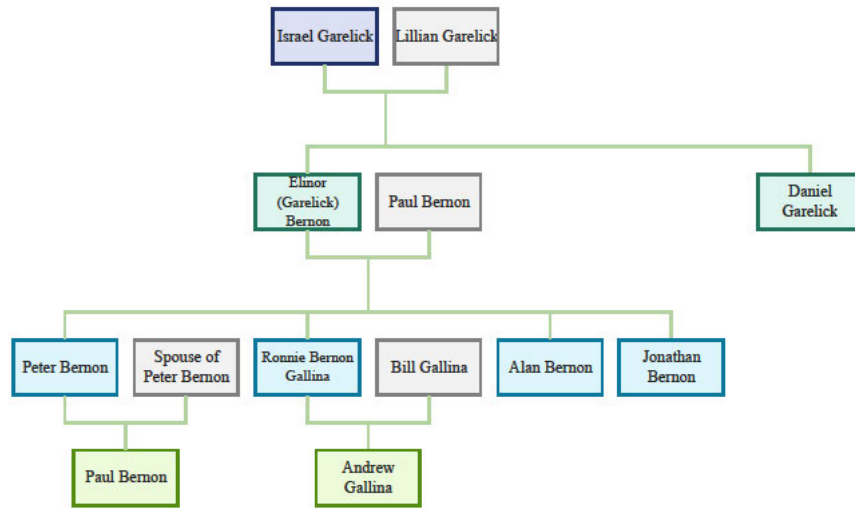 Israel Garelick
Lillian Garelick
Elinor
(Garelick)
Bernon
Paul Bernon
Daniel
Garelick
Peter Bernon
Spouse of
Peter Bernon
Ronnie Bernon
Gallina
Bill Gallina
Alan Bernon
Jonathan
Bernon
Paul Bernon
Andrew
Gallina